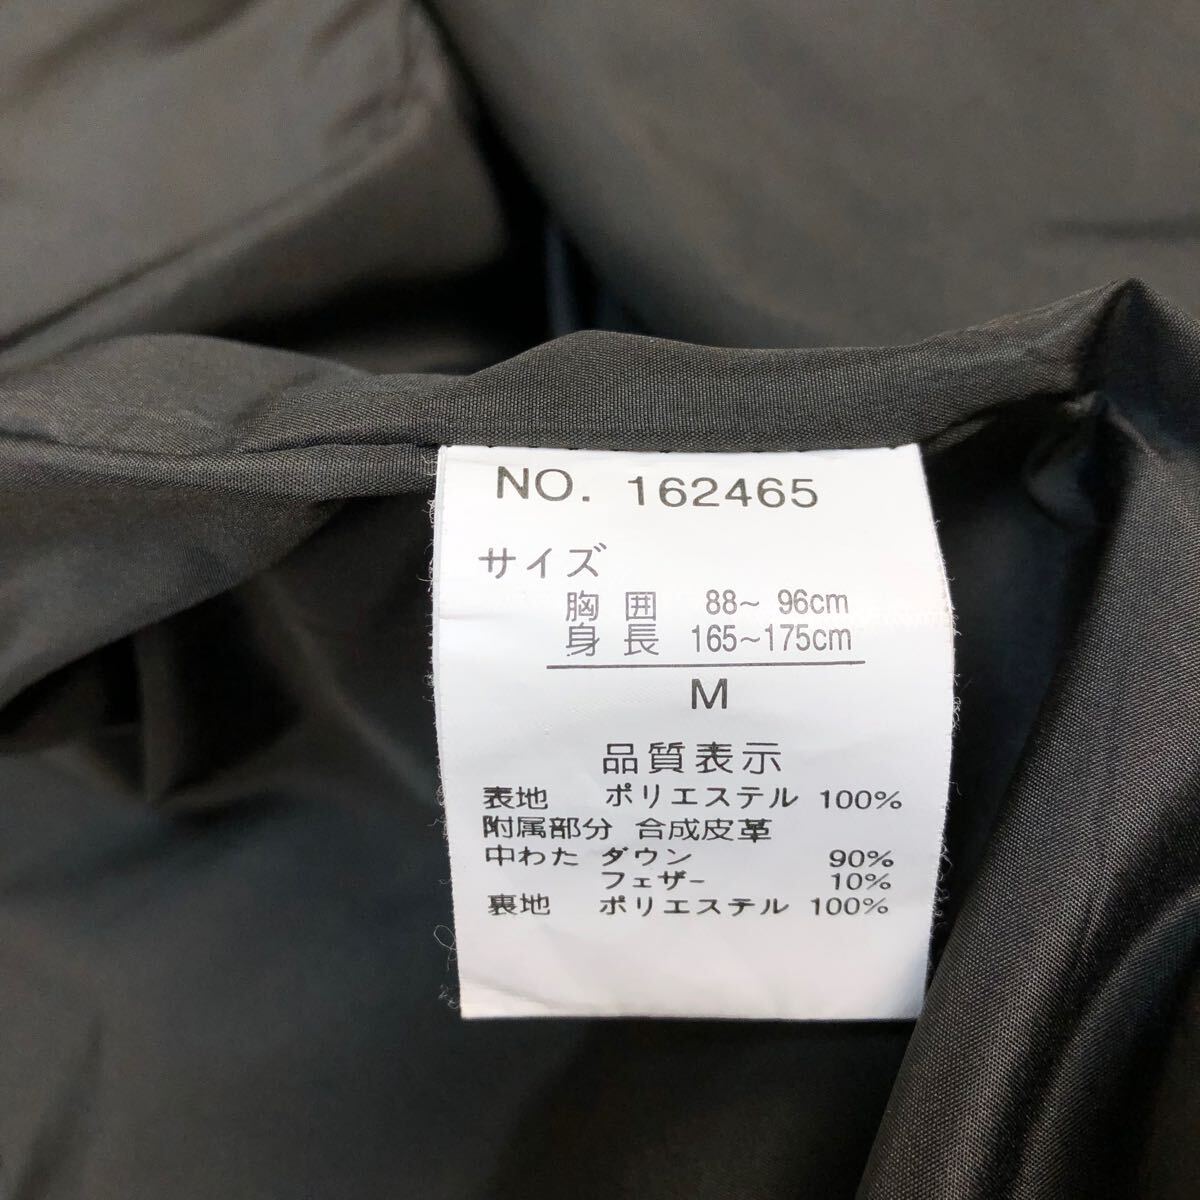 NO. 162465
サイズ
胸 囲 88~ 96cm
身 長 165~175cm
M
品質表示
表地 ポリエステル 100%
附属部分 合成皮革
中わた ダウン 90%
フェザー 10%
裏地 ポリエステル 100%